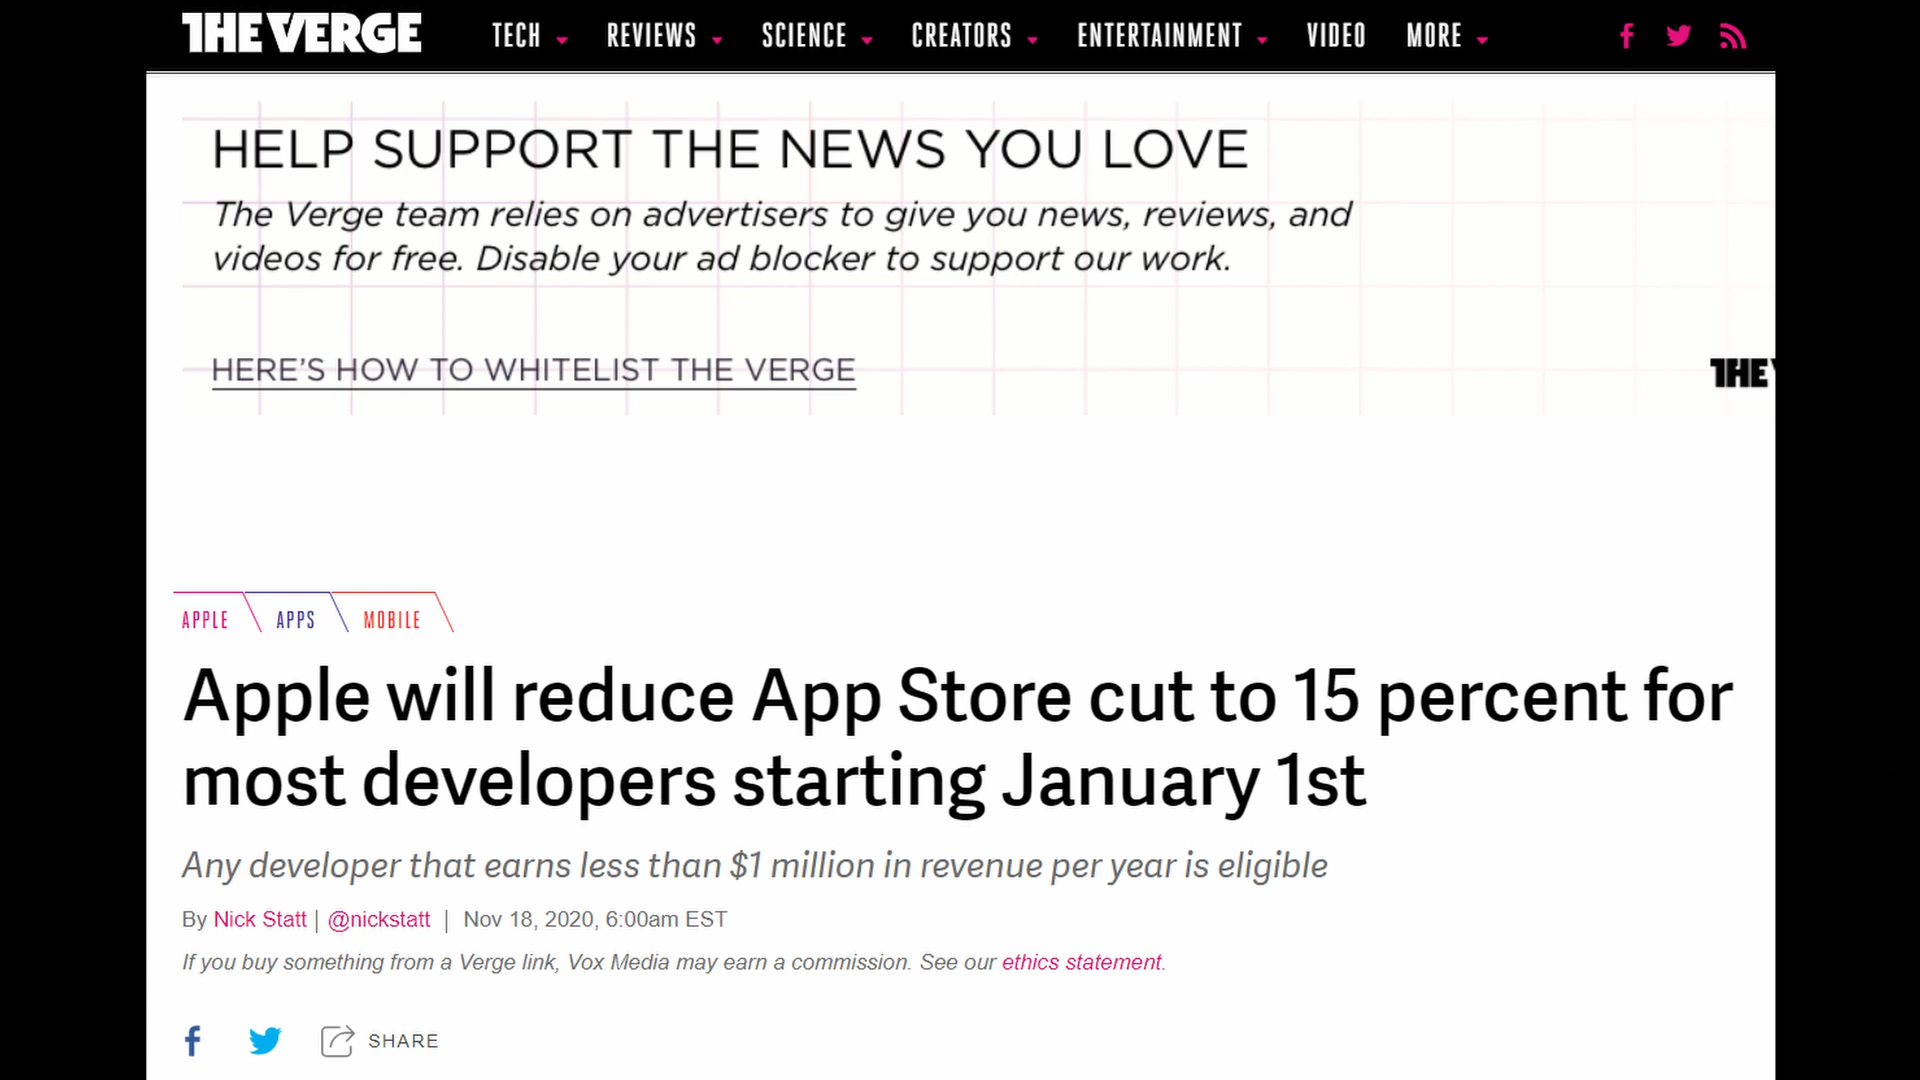 THE VERGE TECH REVIEWS SCIENCE CREATORS ENTERTAINMENT VIDEO MORE
HELP SUPPORT THE NEWS YOU LOVE
The Verge team relies on advertisers to give you news, reviews, and
videos for free. Disable your ad blocker to support our work.
HERE'S HOW TO WHITELIST THE VERGE
THE
APPLE APPS MOBILE
Apple will reduce App Store cut to 15 percent for
most developers starting January 1st
Any developer that earns less than $1 million in revenue per year is eligible
By Nick Statt | @nickstatt | Nov 18, 2020, 6:00am EST
If you buy something from a Verge link, Vox Media may earn a commission. See our ethics statement.
SHARE